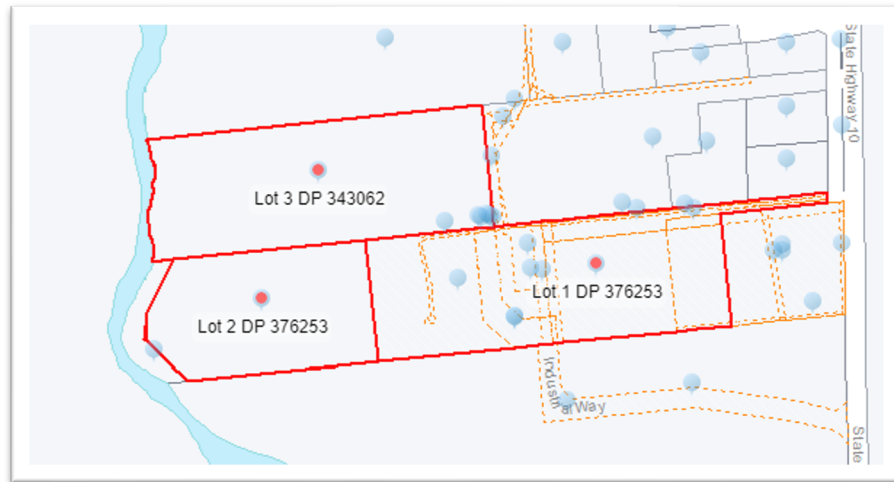 State Highway 10
Lot 3 DP 343062
Lot 1 DP 376253
Lot 2 DP 376253
Industrial Way
State